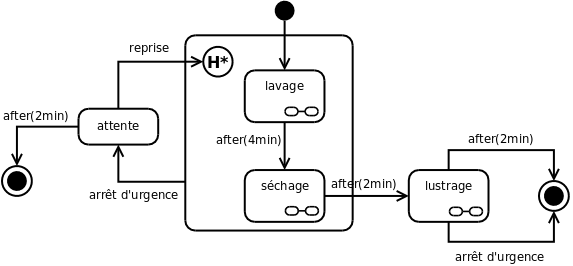 reprise
H*
lavage
after(2min)
attente
after(4min)
after(2min)
arrêt d'urgence
séchage
after(2min)
lustrage
arrêt d'urgence